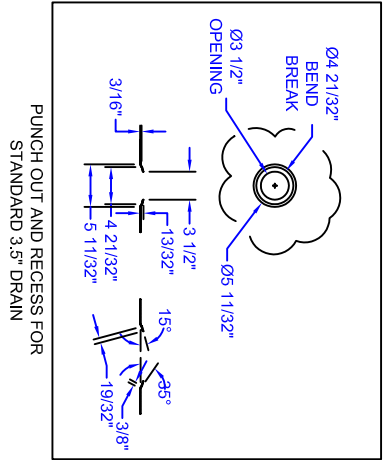 Ø4 21/32"
BEND
BREAK
Ø3 1/2"
OPENING
Ø5 11/32"
3/16"
3 1/2"
13/32"
4 21/32"
5 11/32"
15°
35°
3/8"
19/32"
PUNCH OUT AND RECESS FOR
STANDARD 3.5" DRAIN